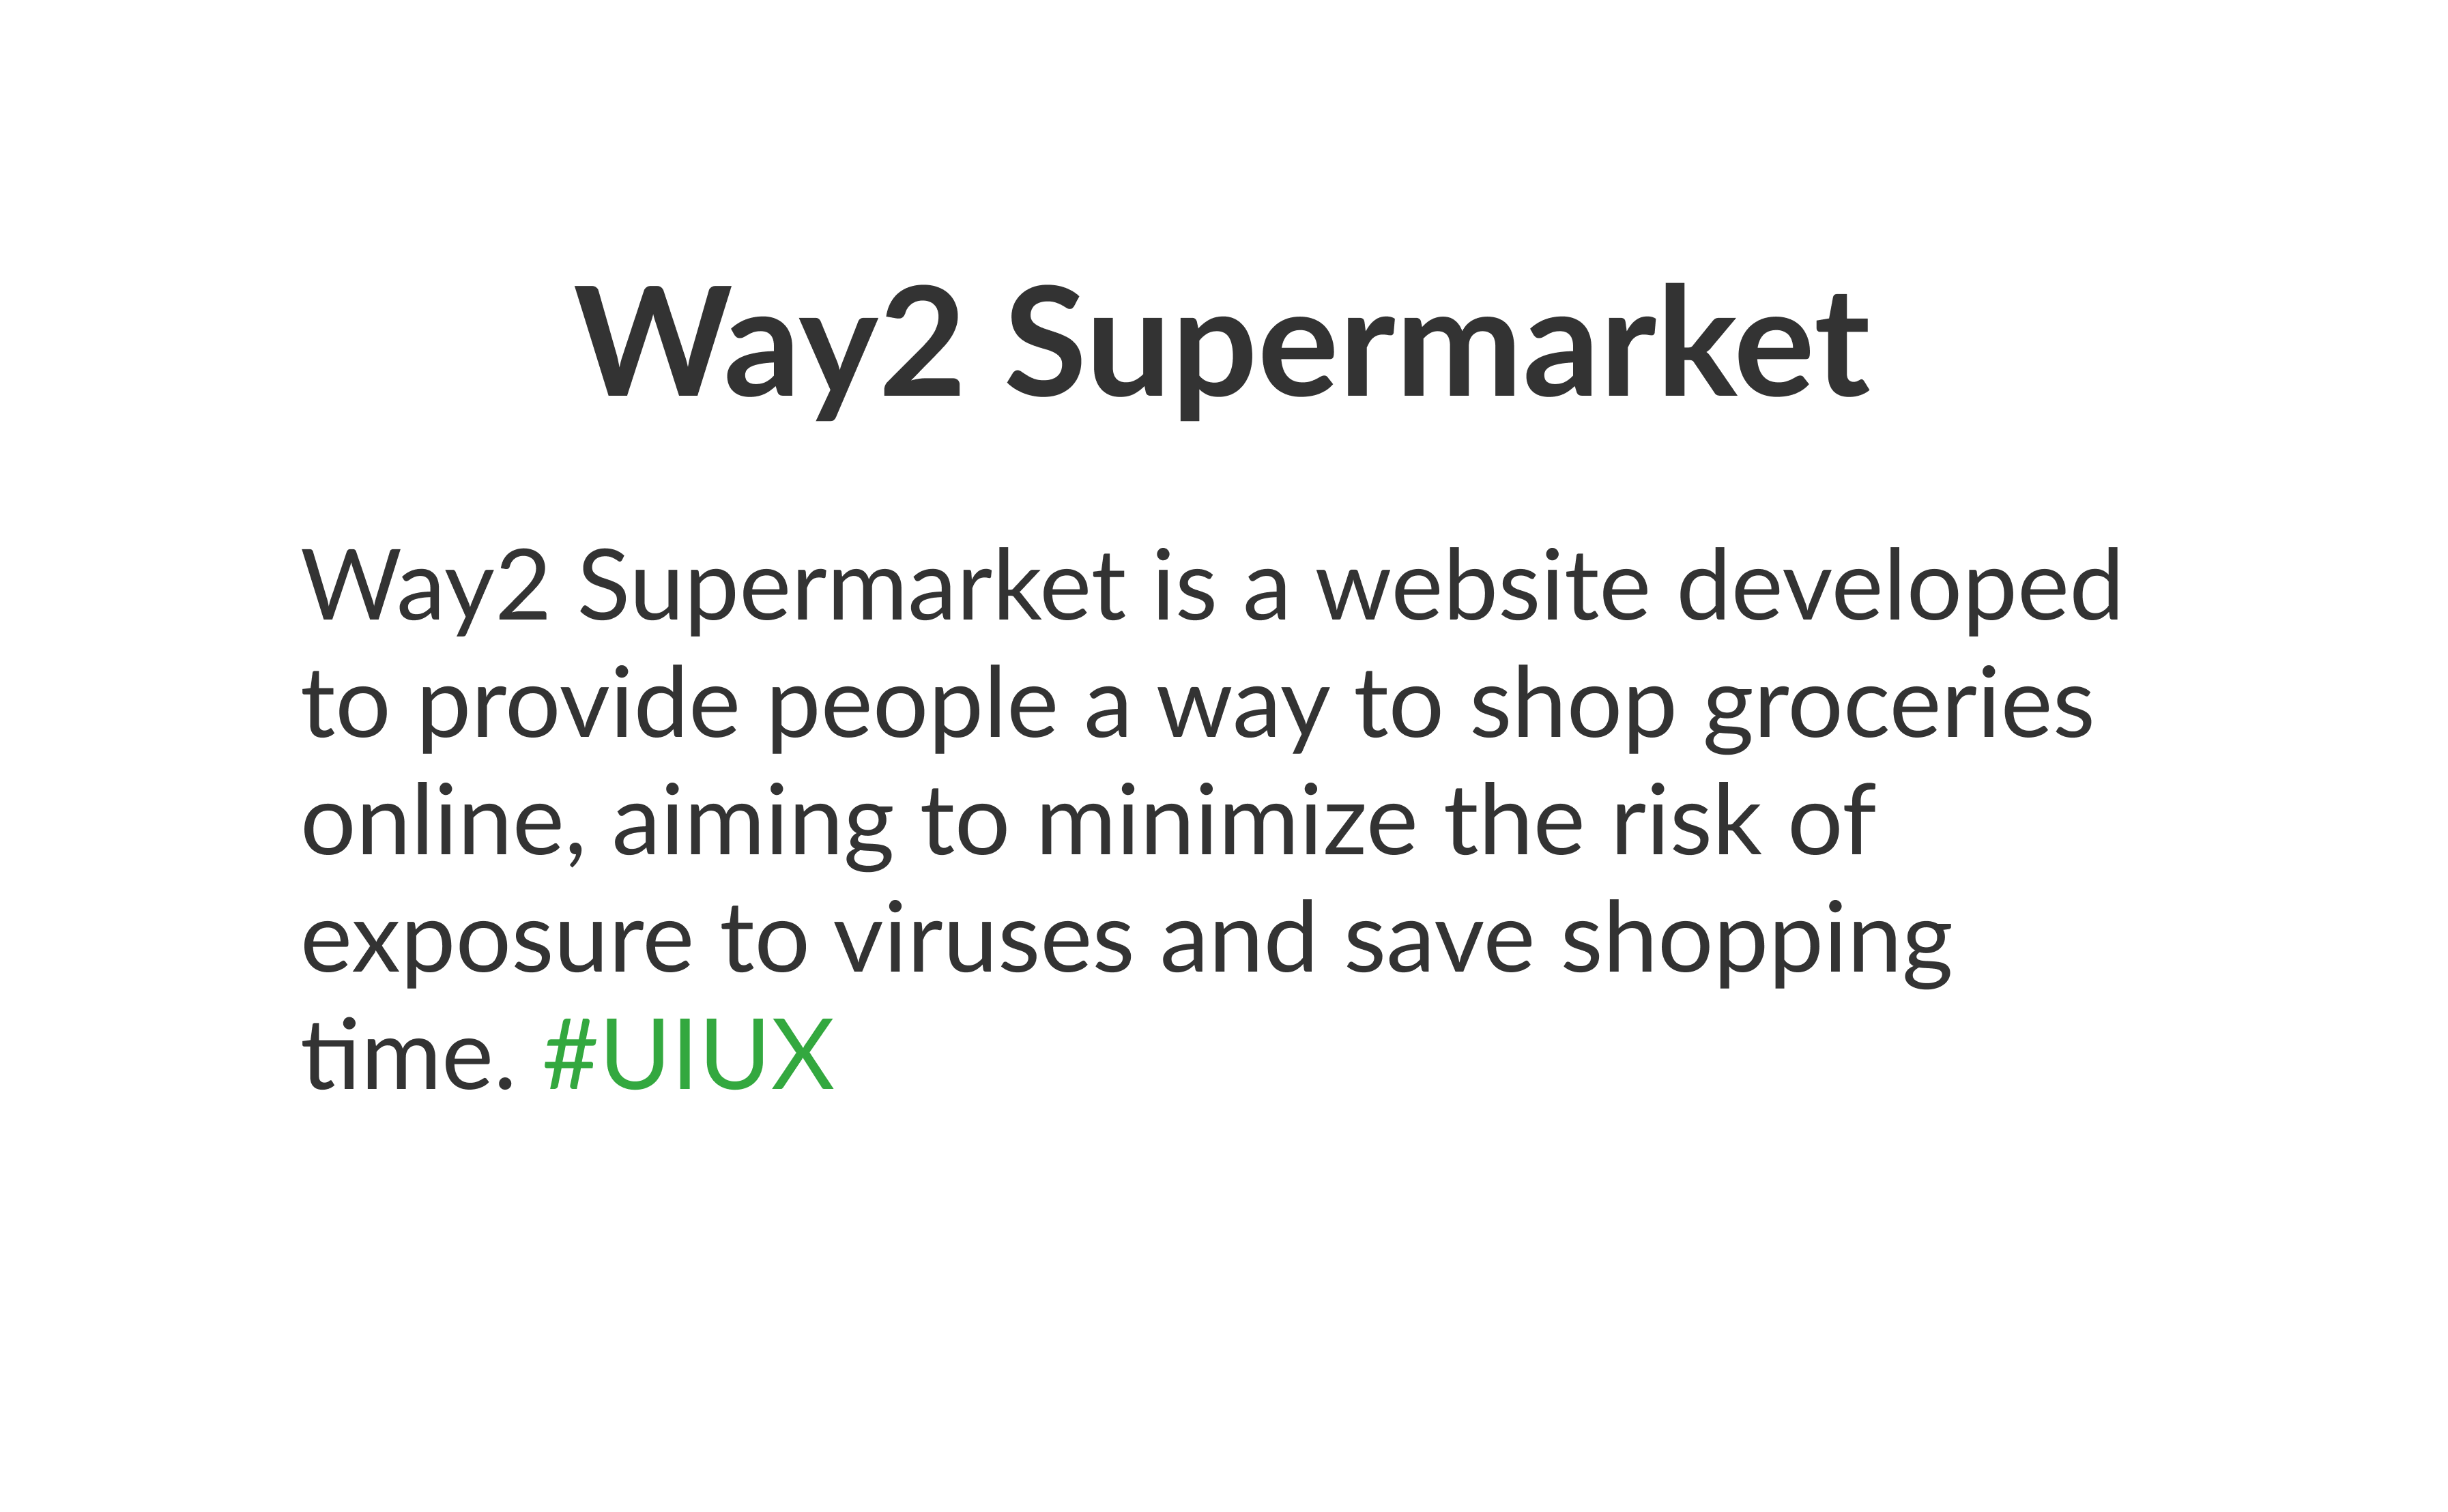 Way2 Supermarket
Way2 Supermarket is a website developed
to provide people a way to shop groceries
online, aiming to minimize the risk of
exposure to viruses and save shopping
time. #UIUX